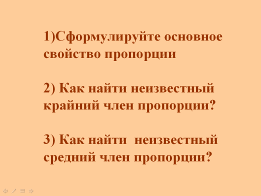 1)Сформулируйте основное
свойство пропорции
2) Как найти неизвестный
крайний член пропорции?
3) Как найти неизвестный
средний член пропорции?